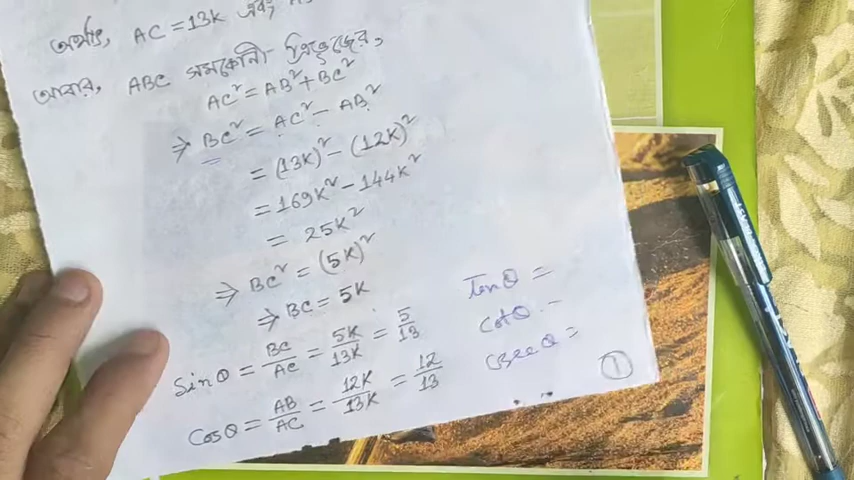 অর্থাৎ, AC = 13K এবং
আবার, ABC সমকোনী ত্রিভুজের,
AC² = AB² + BC²
⇒ BC² = AC² - AB²
= (13K)² - (12K)²
= 169K² - 144K²
= 25K²
⇒ BC² = (5K)²
⇒ BC = 5K
Sinθ = BC/AC = 5K/13K = 5/13
Cosθ = AB/AC = 12K/13K = 12/13
tanθ =
Cotθ =
Cosecθ =
1